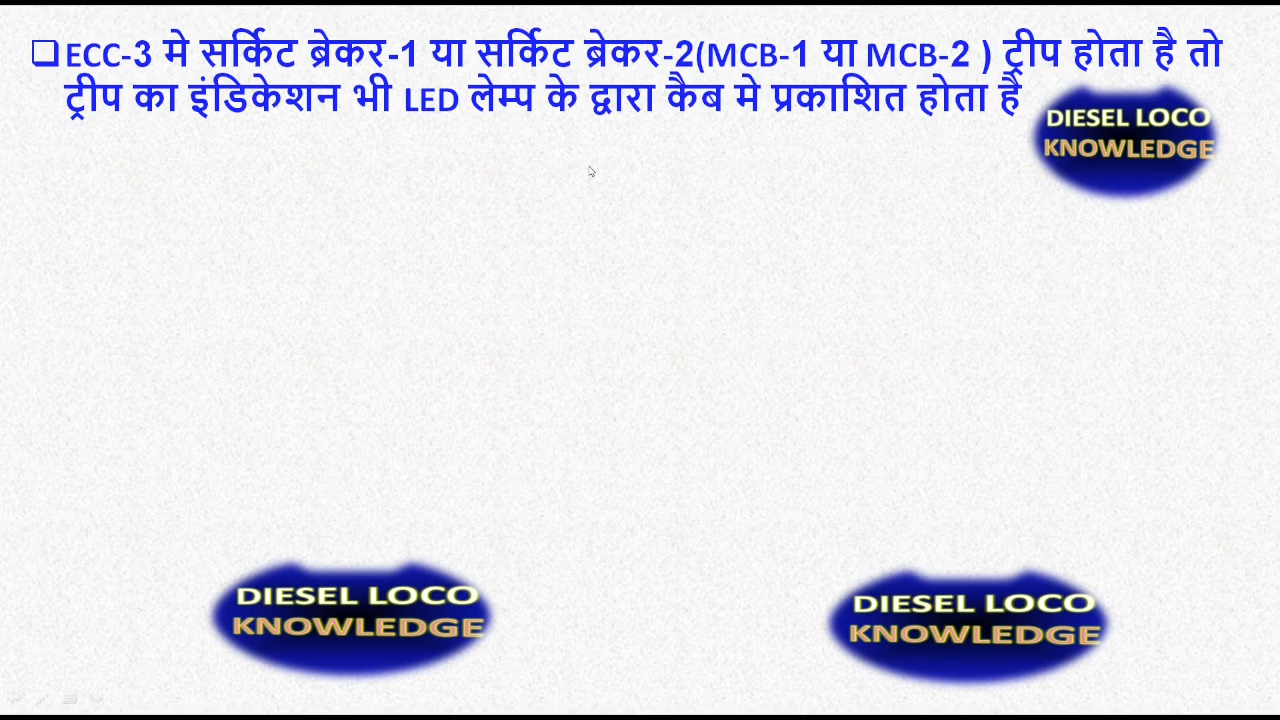 ❑ECC-3 मे सर्किट ब्रेकर-1 या सर्किट ब्रेकर-2(MCB-1 या MCB-2 ) ट्रीप होता है तो
ट्रीप का इंडिकेशन भी LED लेम्प के द्वारा कैब मे प्रकाशित होता है
DIESEL LOCO
KNOWLEDGE
DIESEL LOCO
KNOWLEDGE
DIESEL LOCO
KNOWLEDGE